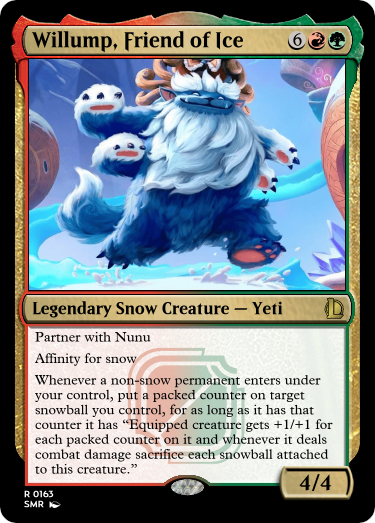 Willump, Friend of Ice 6
Legendary Snow Creature — Yeti
Partner with Nunu
Affinity for snow
Whenever a non-snow permanent enters under
your control, put a packed counter on target
snowball you control, for as long as it has that
counter it has “Equipped creature gets +1/+1 for
each packed counter on it and whenever it deals
combat damage sacrifice each snowball attached
to this creature.”
4/4
R 0163
SMR